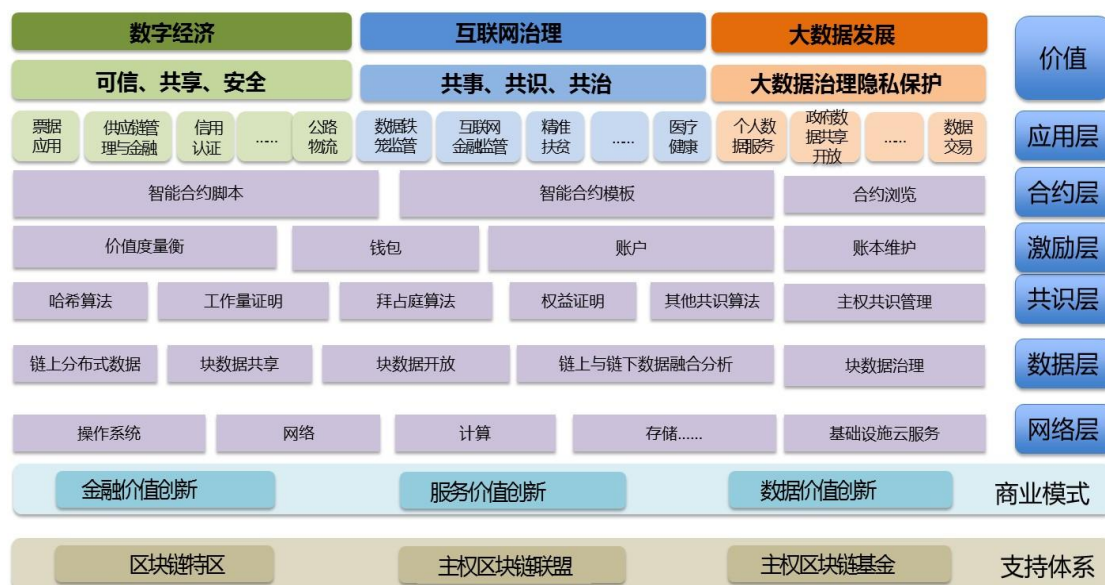 数字经济
互联网治理
大数据发展
价值
可信、共享、安全
共事、共识、共治
大数据治理隐私保护
票据
应用
供应链管
理与金融
信用
认证
......
公路
物流
数据铁
笼监管
互联网
金融监管
精准
扶贫
......
医疗
健康
个人数
据服务
政府数
据共享
开放
......
数据
交易
应用层
智能合约脚本
智能合约模板
合约浏览
合约层
价值度量衡
钱包
账户
账本维护
激励层
哈希算法
工作量证明
拜占庭算法
权益证明
其他共识算法
主权共识管理
共识层
链上分布式数据
块数据共享
块数据开放
链上与链下数据融合分析
块数据治理
数据层
操作系统
网络
计算
存储......
基础设施云服务
网络层
金融价值创新
服务价值创新
数据价值创新
商业模式
区块链特区
主权区块链联盟
主权区块链基金
支持体系